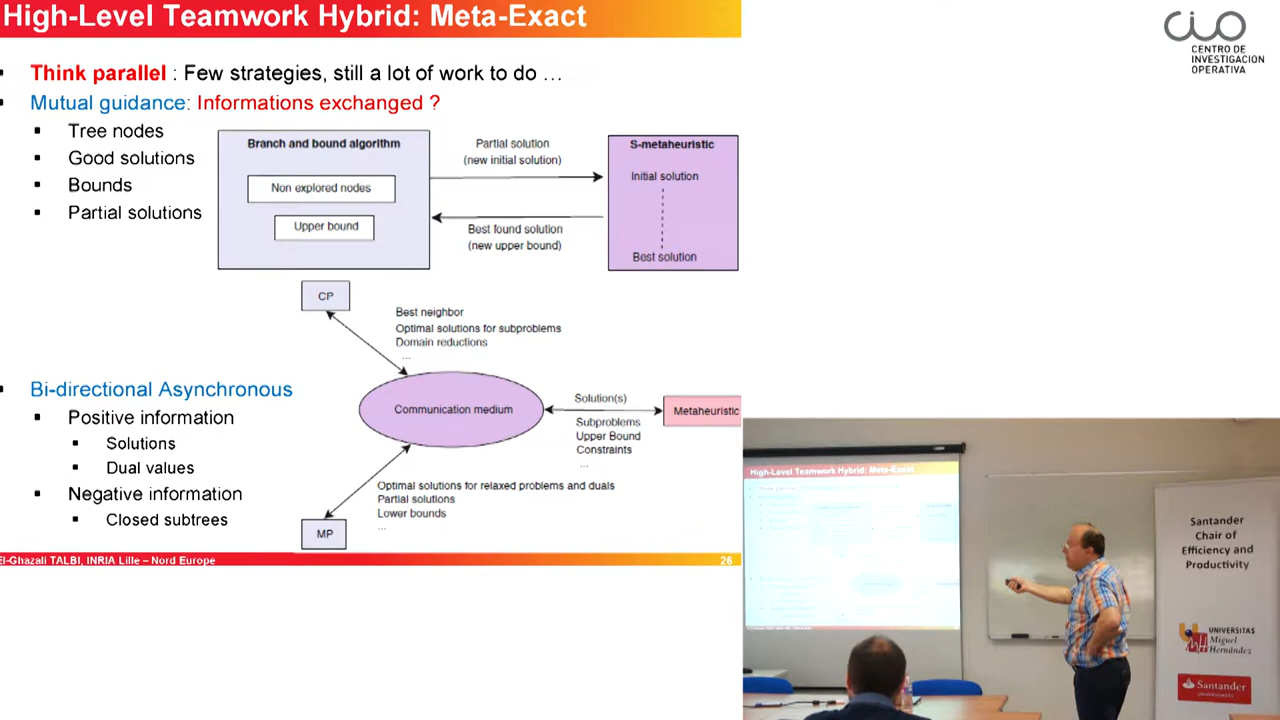 High-Level Teamwork Hybrid: Meta-Exact
CENTRO DE
INVESTIGACION
OPERATIVA
Think parallel : Few strategies, still a lot of work to do …
Mutual guidance: Informations exchanged ?
Tree nodes
Good solutions
Bounds
Partial solutions
Branch and bound algorithm
Non explored nodes
Upper bound
Partial solution
(new initial solution)
Best found solution
(new upper bound)
S-metaheuristic
Initial solution
Best solution
CP
Best neighbor
Optimal solutions for subproblems
Domain reductions
...
Bi-directional Asynchronous
Positive information
Solutions
Dual values
Negative information
Closed subtrees
Communication medium
Solution(s)
Subproblems
Upper Bound
Constraints
...
Metaheuristic
Optimal solutions for relaxed problems and duals
Partial solutions
Lower bounds
...
MP
El-Ghazali TALBI, INRIA Lille – Nord Europe
26
High-Level Teamwork Hybrid: Meta-Exact
Santander
Chair of
Efficiency and
Productivity
UNIVERSITAS
Miguel
Hernández
Santander